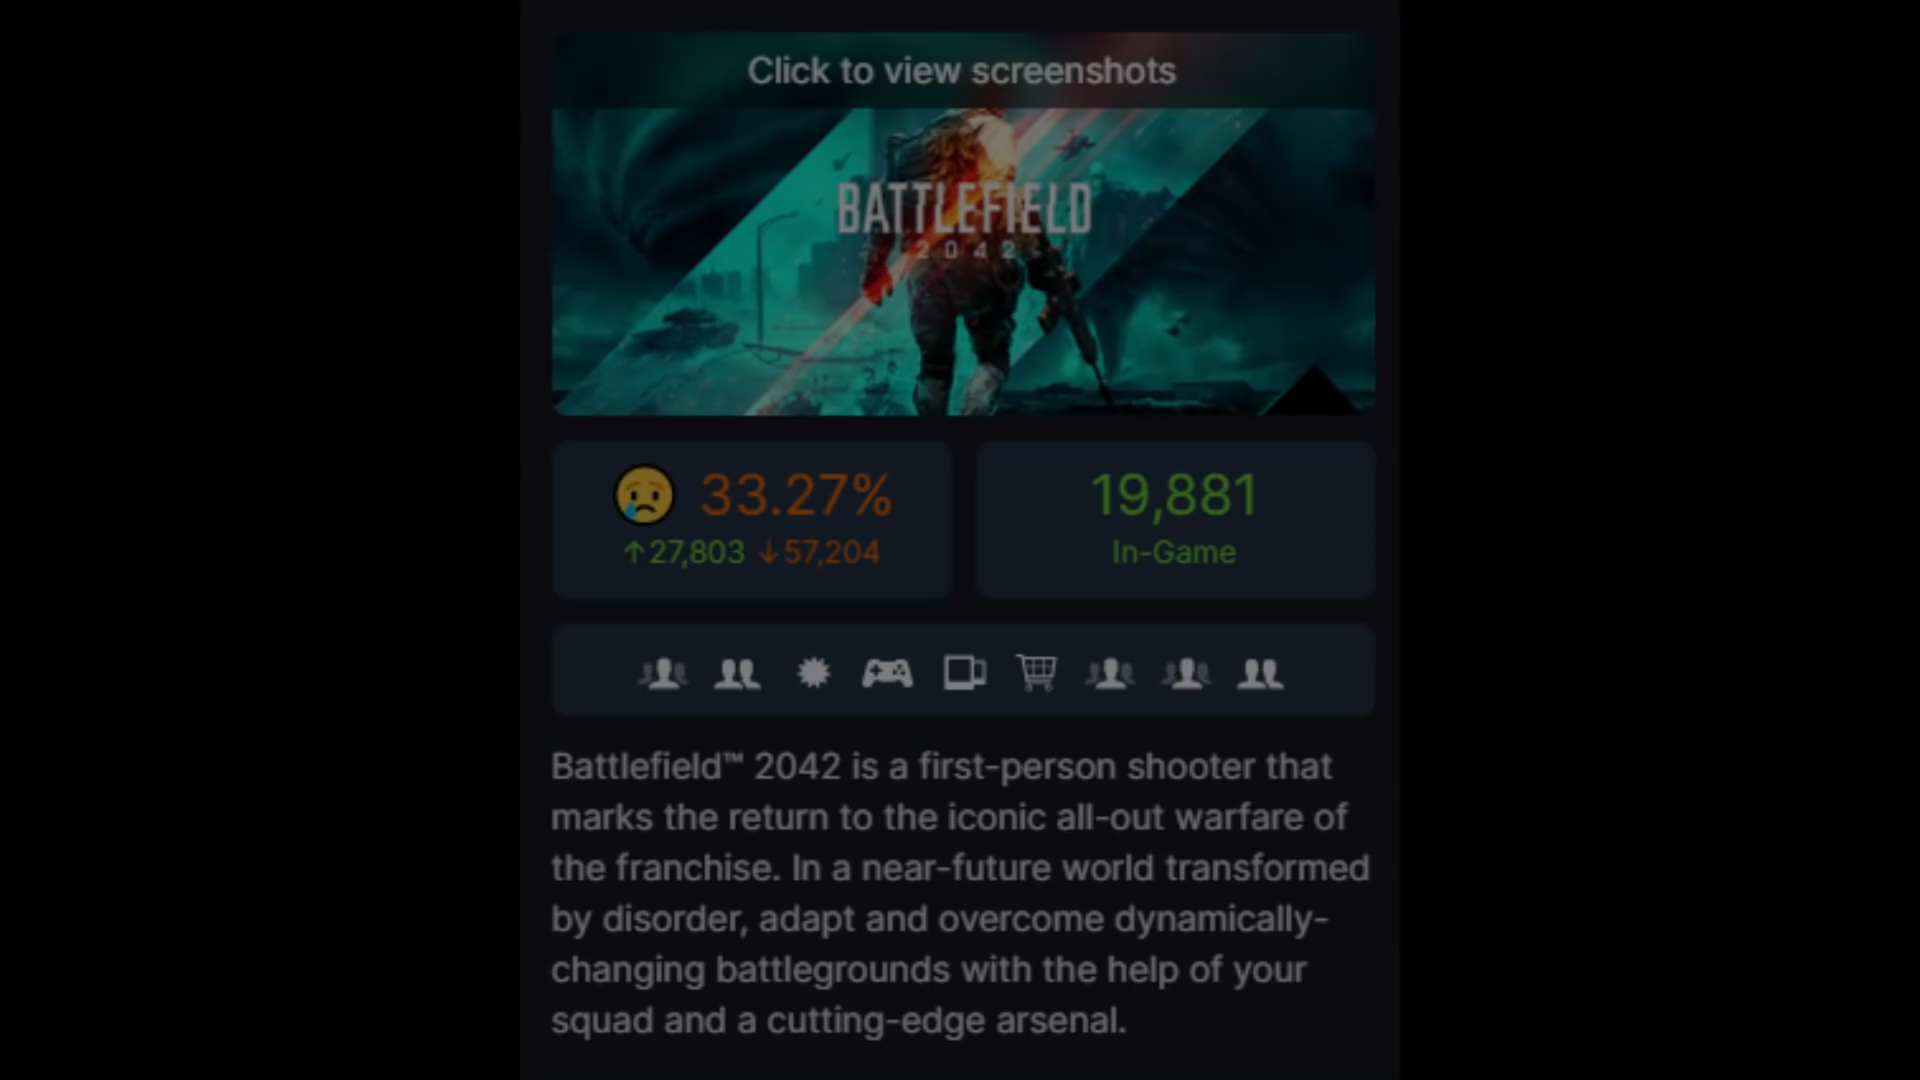 Click to view screenshots
BATTLEFIELD
2042
33.27%
↑27,803 ↓57,204
19,881
In-Game
Battlefield™ 2042 is a first-person shooter that
marks the return to the iconic all-out warfare of
the franchise. In a near-future world transformed
by disorder, adapt and overcome dynamically-
changing battlegrounds with the help of your
squad and a cutting-edge arsenal.